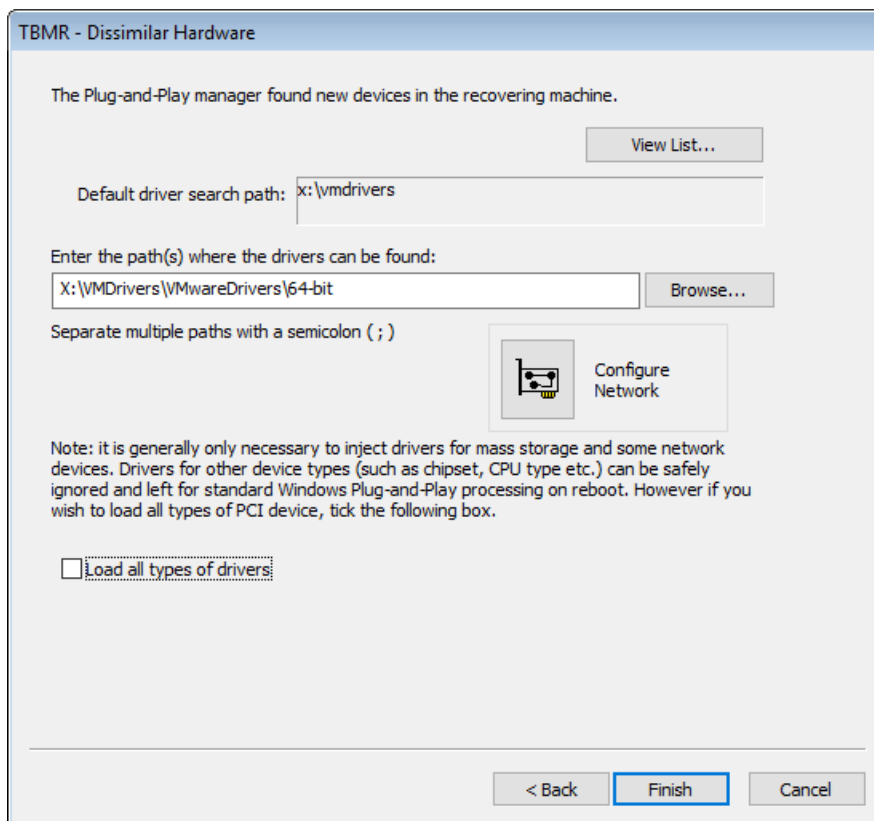 TBMR - Dissimilar Hardware
The Plug-and-Play manager found new devices in the recovering machine.
View List...
Default driver search path:
x:\vmdrivers
Enter the path(s) where the drivers can be found:
X:\VMDrivers\VMwareDrivers\64-bit
Browse...
Separate multiple paths with a semicolon ( ; )
Configure
Network
Note: it is generally only necessary to inject drivers for mass storage and some network
devices. Drivers for other device types (such as chipset, CPU type etc.) can be safely
ignored and left for standard Windows Plug-and-Play processing on reboot. However if you
wish to load all types of PCI device, tick the following box.
Load all types of drivers
< Back
Finish
Cancel